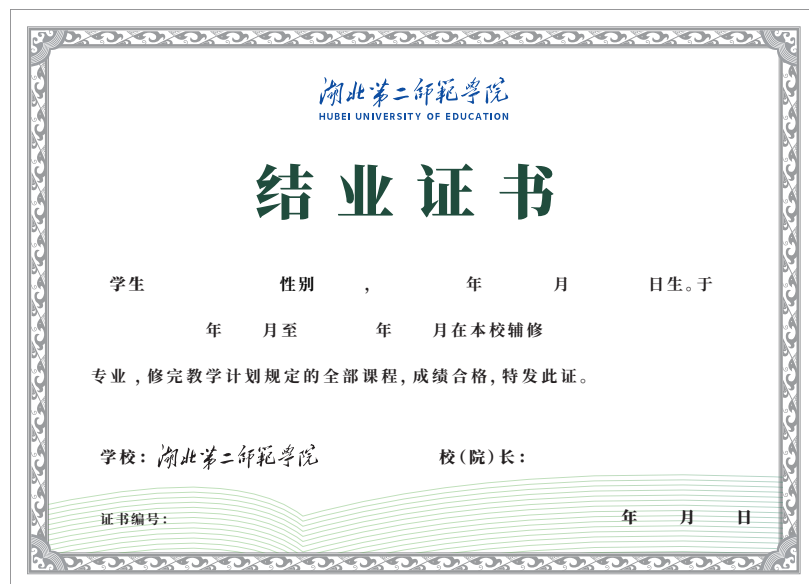 湖北第二师范学院
HUBEI UNIVERSITY OF EDUCATION
结业证书
学生 性别 , 年 月 日生。于
年 月至 年 月在本校辅修
专业,修完教学计划规定的全部课程,成绩合格,特发此证。
学校: 湖北第二师范学院 校(院)长:
证书编号: 年 月 日